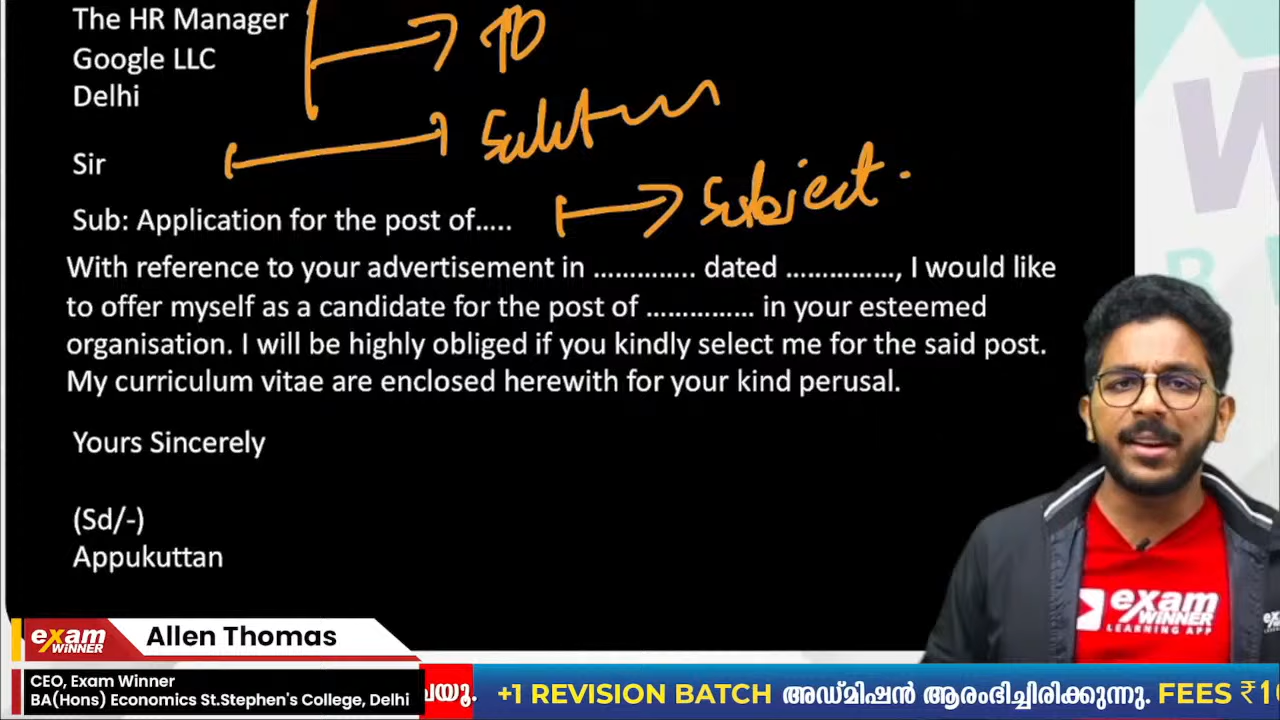 The HR Manager
Google LLC
Delhi
TO
Sir
Sub: Application for the post of.....
Subject.
With reference to your advertisement in .............. dated ..............., I would like
to offer myself as a candidate for the post of ............... in your esteemed
organisation. I will be highly obliged if you kindly select me for the said post.
My curriculum vitae are enclosed herewith for your kind perusal.
Yours Sincerely
(Sd/-)
Appukuttan
exam
WINNER
LEARNING APP
exam
WINNER
Allen Thomas
CEO, Exam Winner
BA(Hons) Economics St.Stephen's College, Delhi
+1 REVISION BATCH അഡ്മിഷൻ ആരംഭിച്ചിരിക്കുന്നു. FEES ₹1